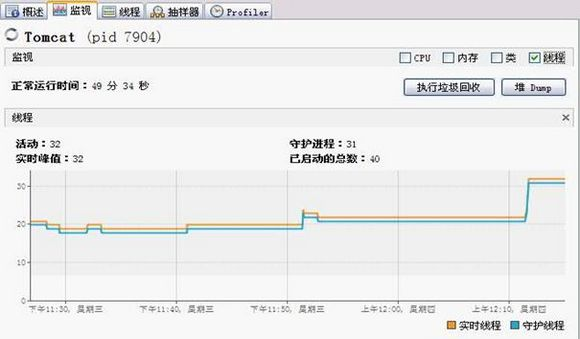 概述 监视 线程 抽样器 Profiler
Tomcat (pid 7904)
监视 CPU 内存 类 线程
正常运行时间：49 分 34 秒 执行垃圾回收 堆 Dump
线程
活动：32 守护进程：31
实时峰值：32 已启动的总数：40
30
20
10
0
下午11:30, 星期三 下午11:40, 星期三 下午11:50, 星期三 上午12:00, 星期四 上午12:10, 星期四
实时线程 守护线程